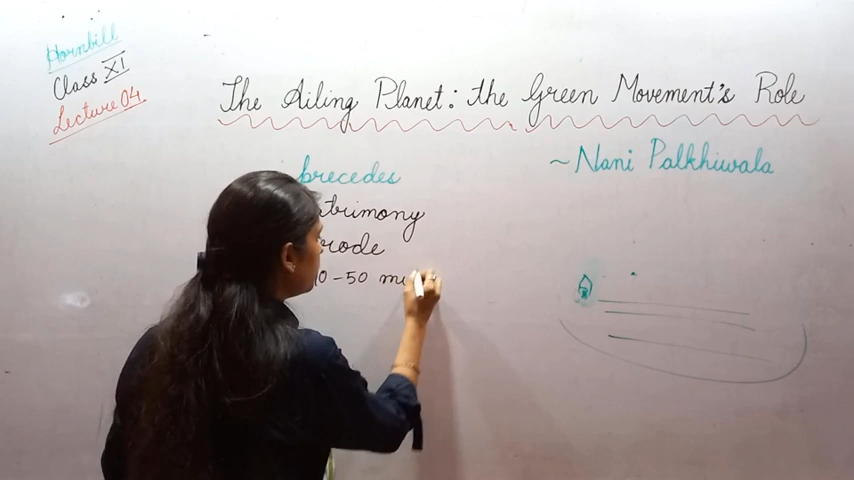 Hornbill
Class XI
Lecture 04
The Ailing Planet: the Green Movement's Role
~ Nani Palkhiwala
precedes
trimony
rode
0-50 m